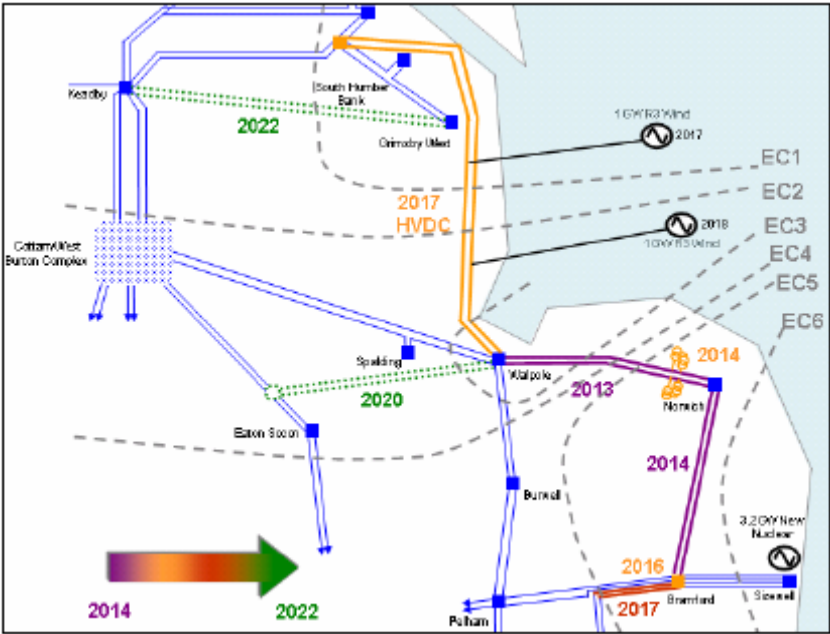 Keadby
South Humber
Bank
2022
Grimsby West
1GW R3 Wind
2017
EC1
EC2
2017
HVDC
2018
1GW R3 Wind
EC3
EC4
EC5
EC6
Cottam/West
Burton Complex
Spalding
Walpole
2014
2013
Norwich
2020
Eaton Socon
2014
Burwell
3.2GW New
Nuclear
2016
2014
2022
Pelham
2017
Bramford
Sizewell